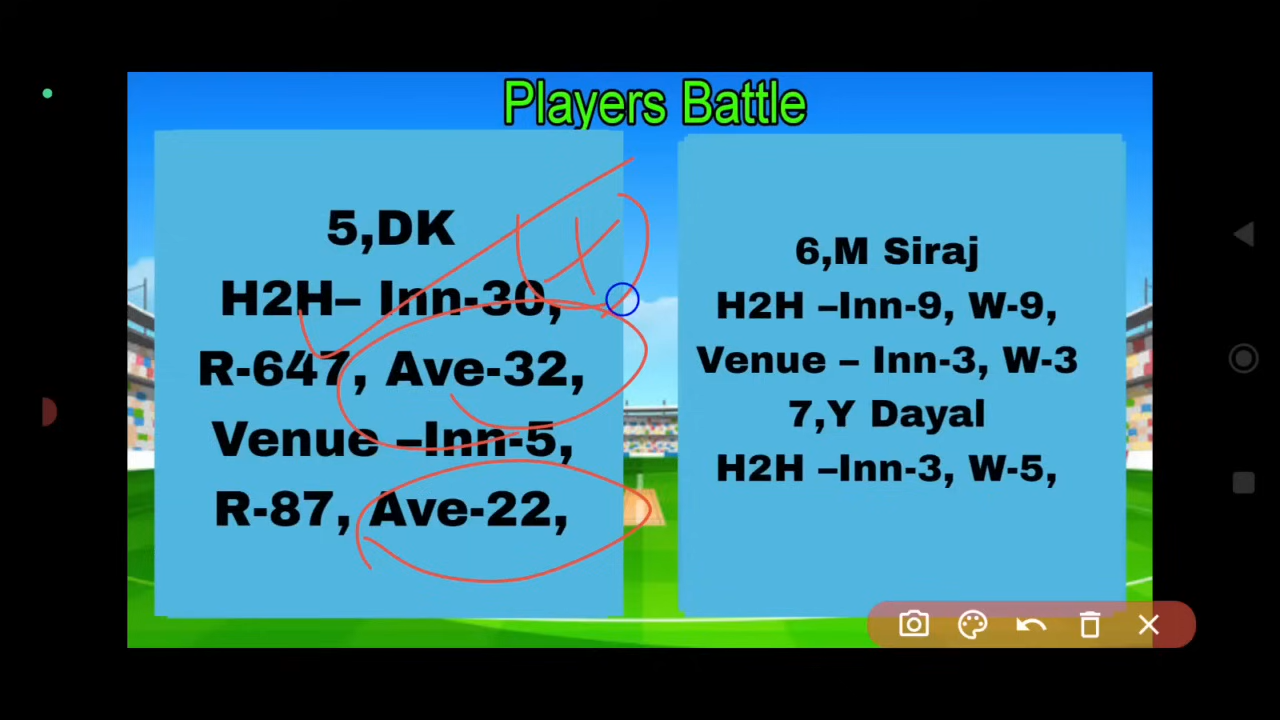 Players Battle
5,DK
H2H– Inn-30,
R-647, Ave-32,
Venue –Inn-5,
R-87, Ave-22,
6,M Siraj
H2H –Inn-9, W-9,
Venue – Inn-3, W-3
7,Y Dayal
H2H –Inn-3, W-5,